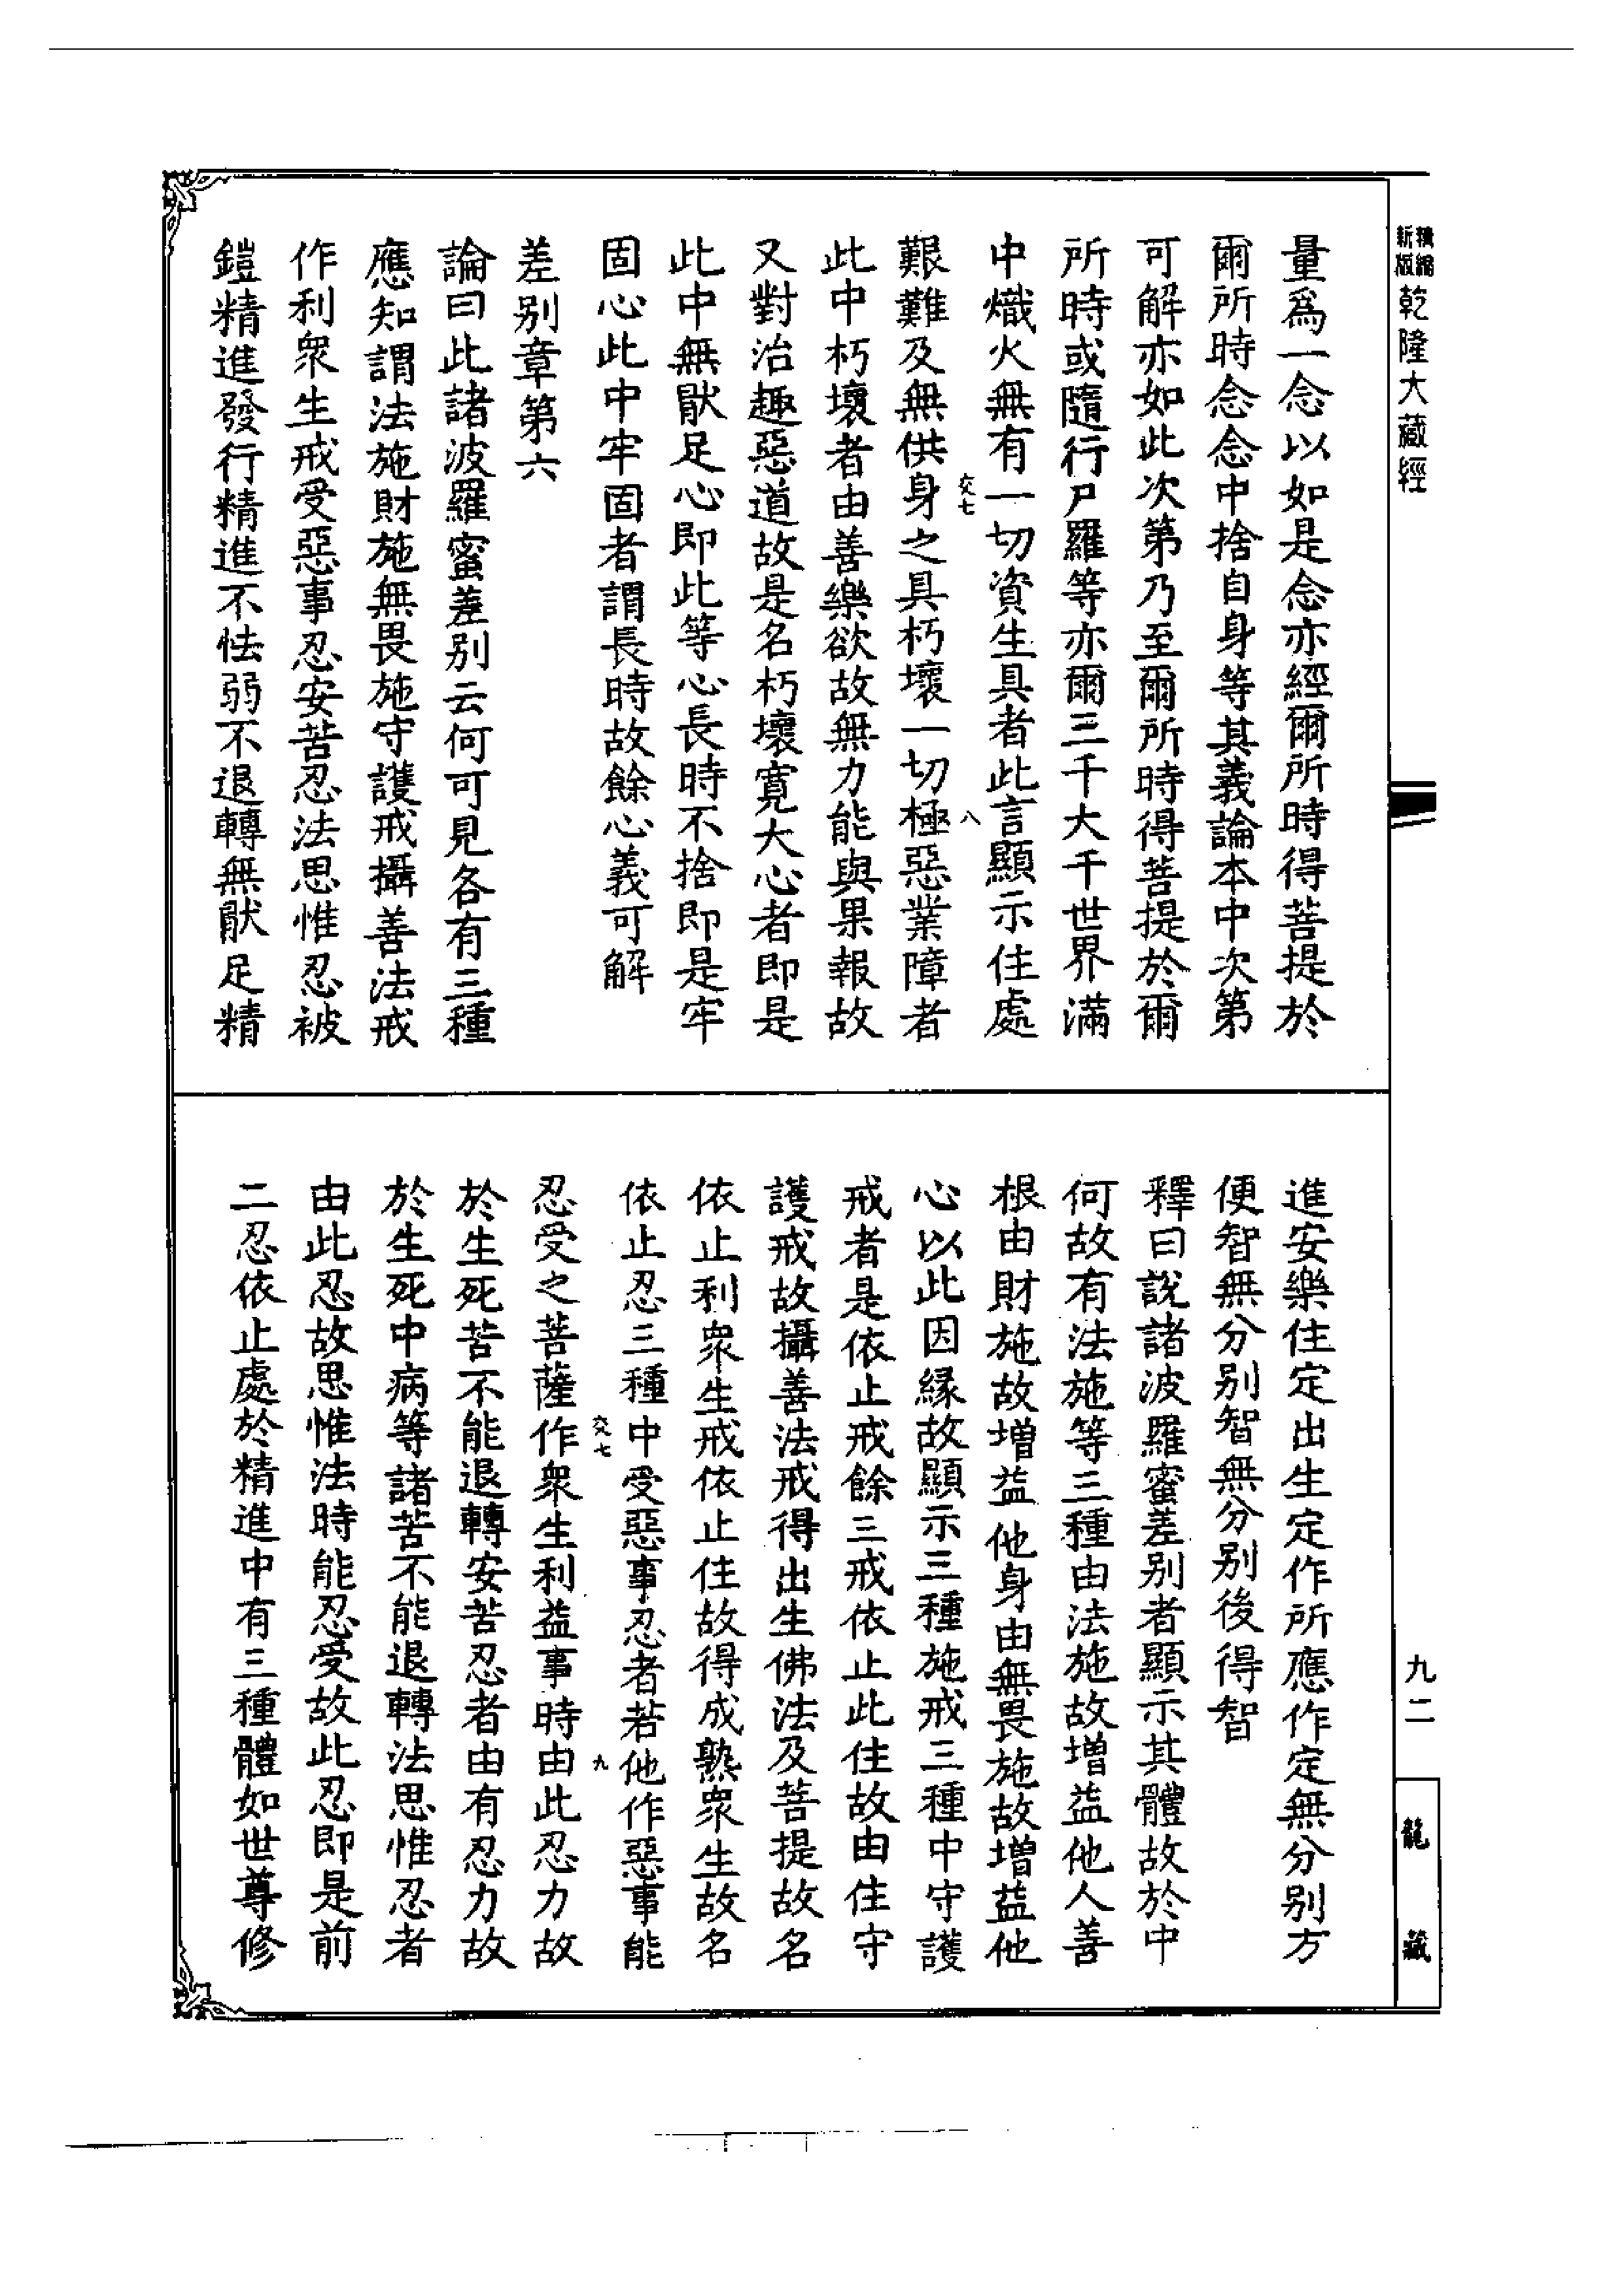 新版 精縮 乾隆大藏經
量爲一念以如是念亦經爾所時得菩提於
爾所時念念中捨自身等其義論本中次第
可解亦如此次第乃至爾所時得菩提於爾
所時或隨行尸羅等亦爾三千大千世界滿
中熾火無有一切資生具者此言顯示住處
交七 八
艱難及無供身之具朽壞一切極惡業障者
此中朽壞者由善樂欲故無力能與果報故
又對治趣惡道故是名朽壞寬大心者即是
此中無猒足心即此等心長時不捨即是牢
固心此中牢固者謂長時故餘心義可解
差别章第六
論曰此諸波羅蜜差别云何可見各有三種
應知謂法施財施無畏施守護戒攝善法戒
作利衆生戒受惡事忍安苦忍法思惟忍被
鎧精進發行精進不怯弱不退轉無猒足精
進安樂住定出生定作所應作定無分别方
便智無分别智無分别後得智
釋曰說諸波羅蜜差别者顯示其體故於中
何故有法施等三種由法施故增益他人善
根由財施故增益他身由無畏施故增益他
心以此因緣故顯示三種施戒三種中守護
戒者是依止戒餘三戒依止此住故由住守
護戒故攝善法戒得出生佛法及菩提故名
依止利衆生戒依止住故得成熟衆生故名
依止忍三種中受惡事忍者若他作惡事能
交七 九
忍受之菩薩作衆生利益事時由此忍力故
於生死苦不能退轉安苦忍者由有忍力故
於生死中病等諸苦不能退轉法思惟忍者
由此忍故思惟法時能忍受故此忍即是前
二忍依止處於精進中有三種體如世尊修
九二
龍藏